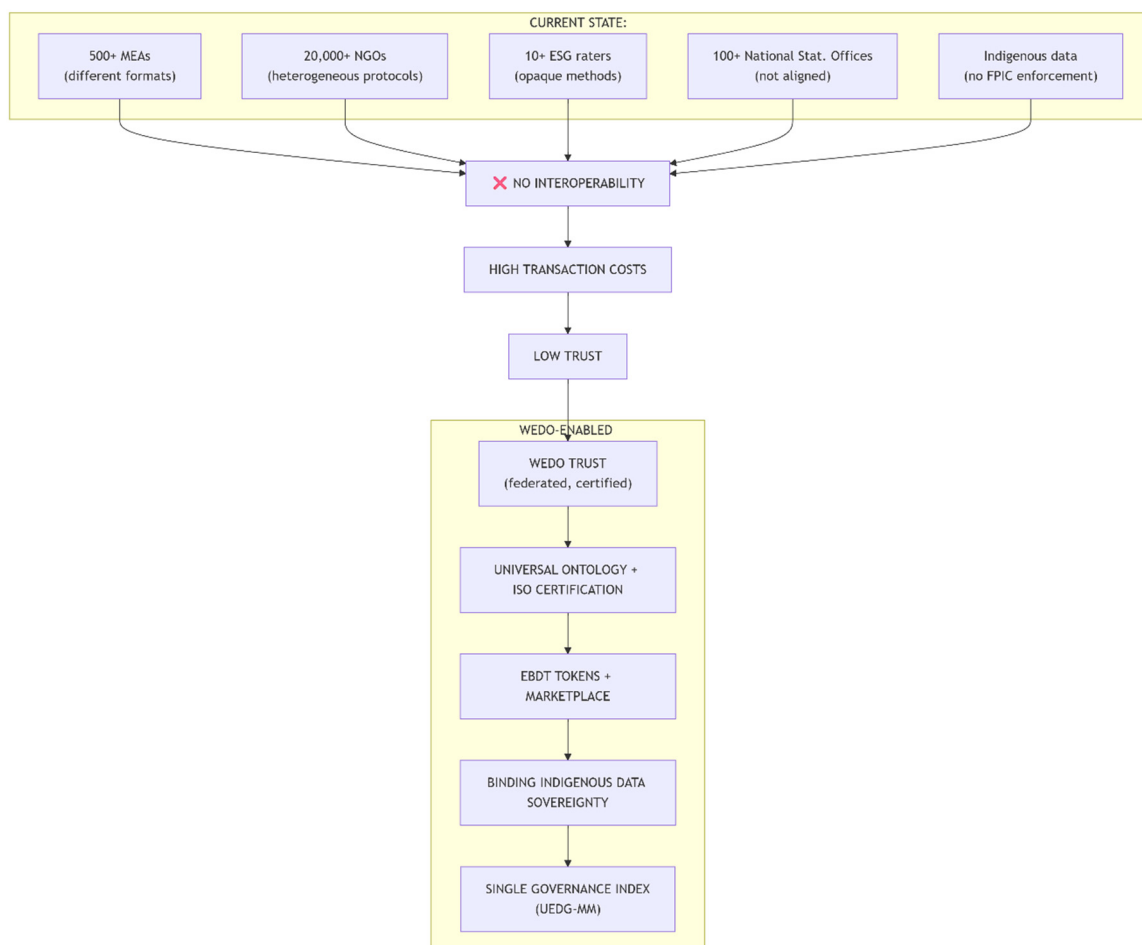 CURRENT STATE:
500+ MEAs
(different formats)
20,000+ NGOs
(heterogeneous protocols)
10+ ESG raters
(opaque methods)
100+ National Stat. Offices
(not aligned)
Indigenous data
(no FPIC enforcement)
❌ NO INTEROPERABILITY
HIGH TRANSACTION COSTS
LOW TRUST
WEDO-ENABLED
WEDO TRUST
(federated, certified)
UNIVERSAL ONTOLOGY +
ISO CERTIFICATION
EBDT TOKENS +
MARKETPLACE
BINDING INDIGENOUS DATA
SOVEREIGNTY
SINGLE GOVERNANCE INDEX
(UEDG-MM)